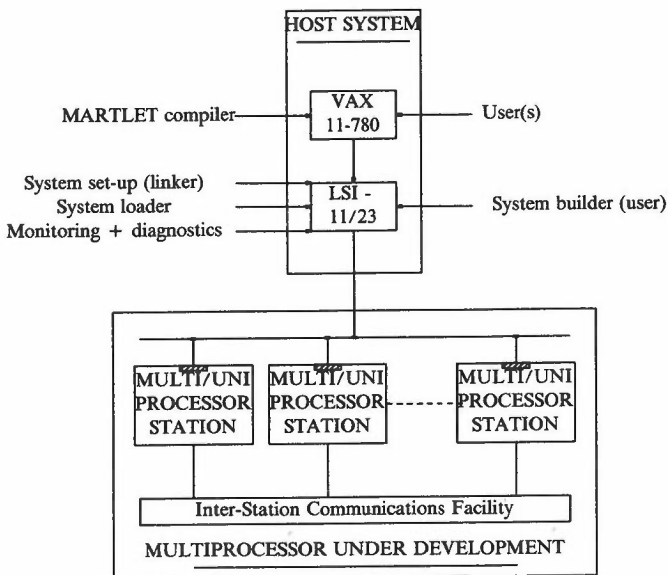 HOST SYSTEM
MARTLET compiler
VAX
11-780
User(s)
System set-up (linker)
System loader
Monitoring + diagnostics
LSI -
11/23
System builder (user)
MULTI/UNI
PROCESSOR
STATION
MULTI/UNI
PROCESSOR
STATION
MULTI/UNI
PROCESSOR
STATION
Inter-Station Communications Facility
MULTIPROCESSOR UNDER DEVELOPMENT